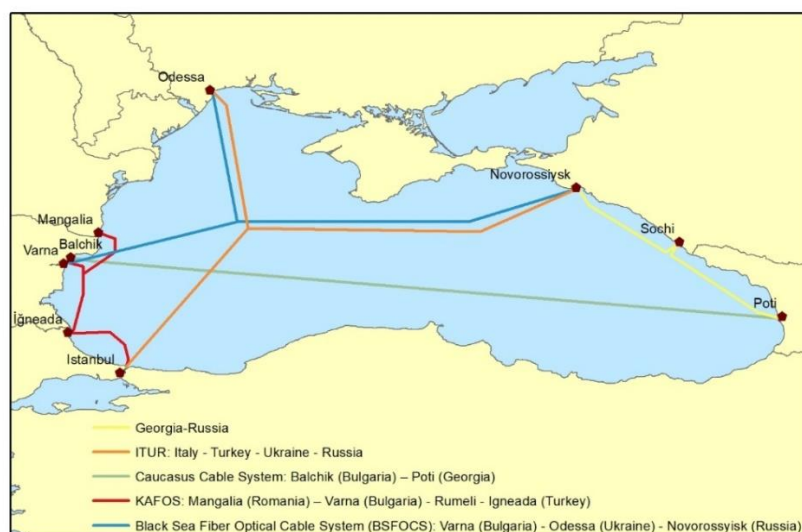 Odessa
Novorossiysk
Mangalia
Sochi
Balchik
Varna
Poti
İğneada
Istanbul
Georgia-Russia
ITUR: Italy - Turkey - Ukraine - Russia
Caucasus Cable System: Balchik (Bulgaria) – Poti (Georgia)
KAFOS: Mangalia (Romania) – Varna (Bulgaria) - Rumeli - Igneada (Turkey)
Black Sea Fiber Optical Cable System (BSFOCS): Varna (Bulgaria) - Odessa (Ukraine) - Novorossyisk (Russia)